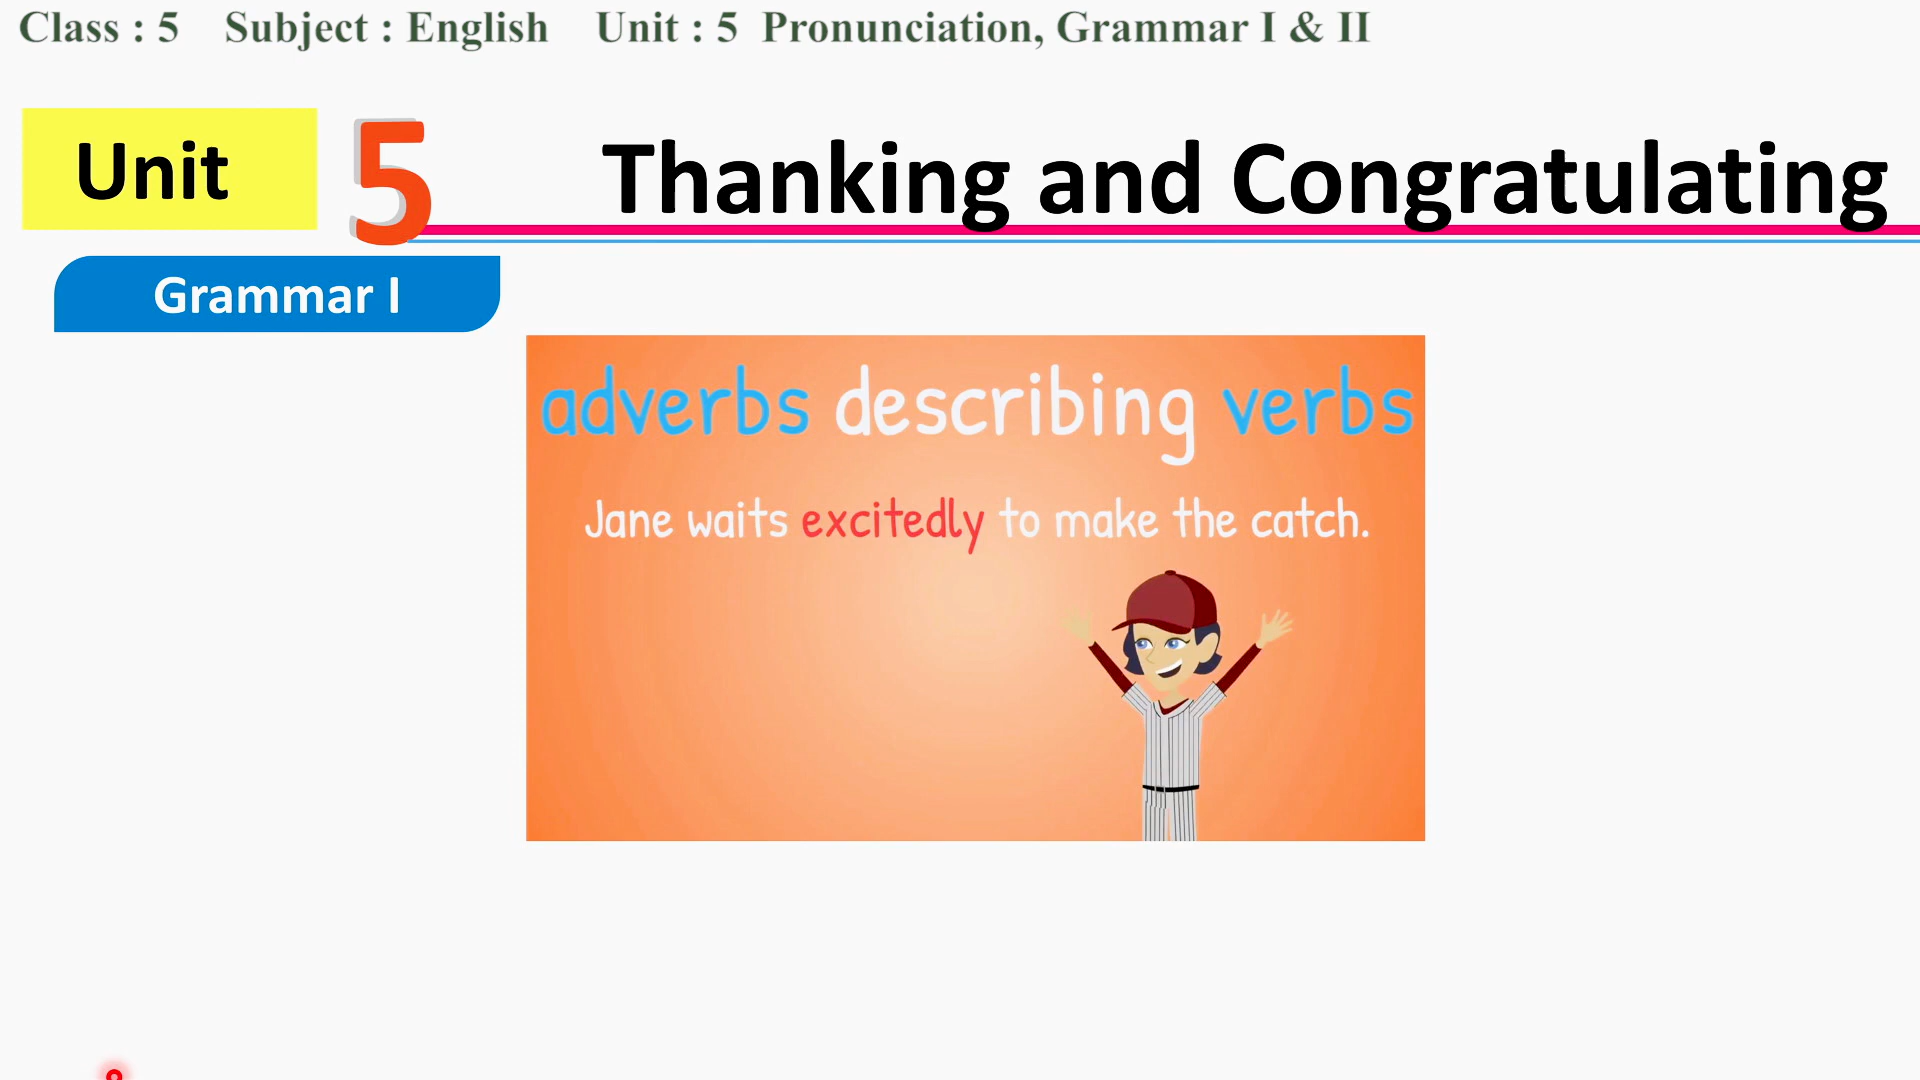 Class : 5 Subject : English Unit : 5 Pronunciation, Grammar I & II
Unit 5 Thanking and Congratulating
Grammar I
adverbs describing verbs
Jane waits excitedly to make the catch.